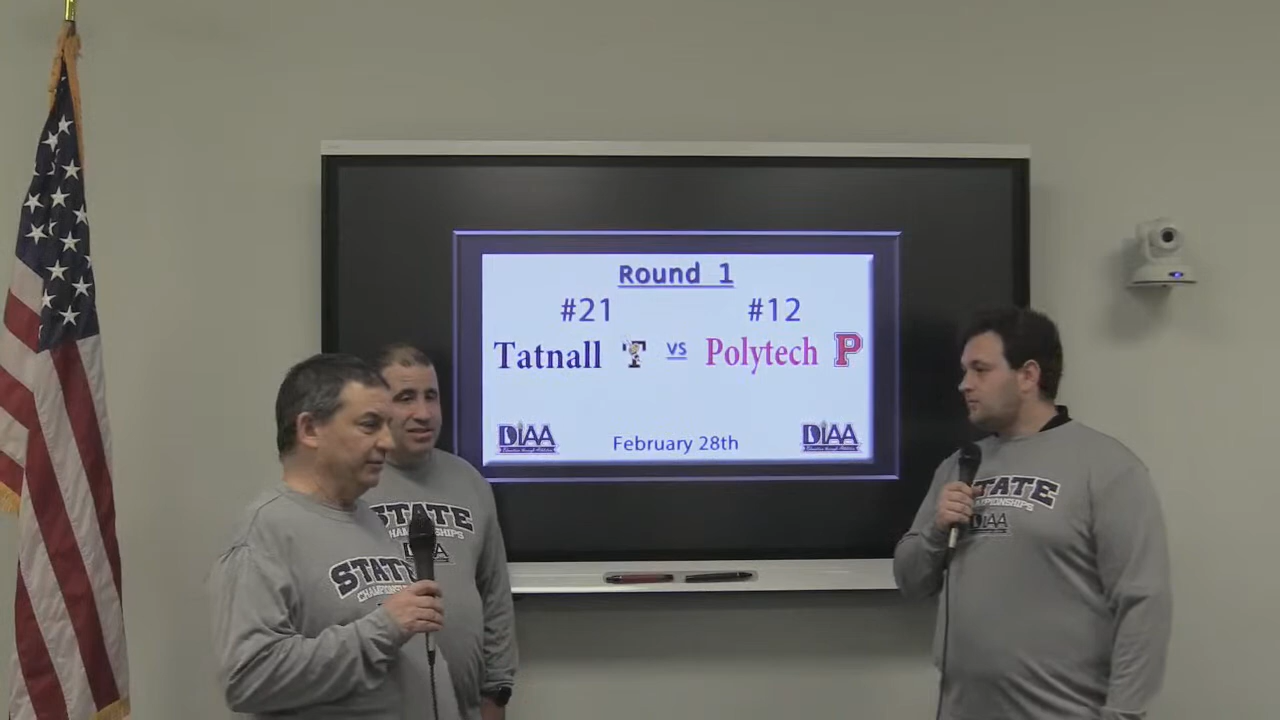 Round 1
#21 #12
Tatnall T vs Polytech P
DIAA DIAA
February 28th
STATE
CHAMPIONSHIPS
DIAA
STATE
STATE
DIAA